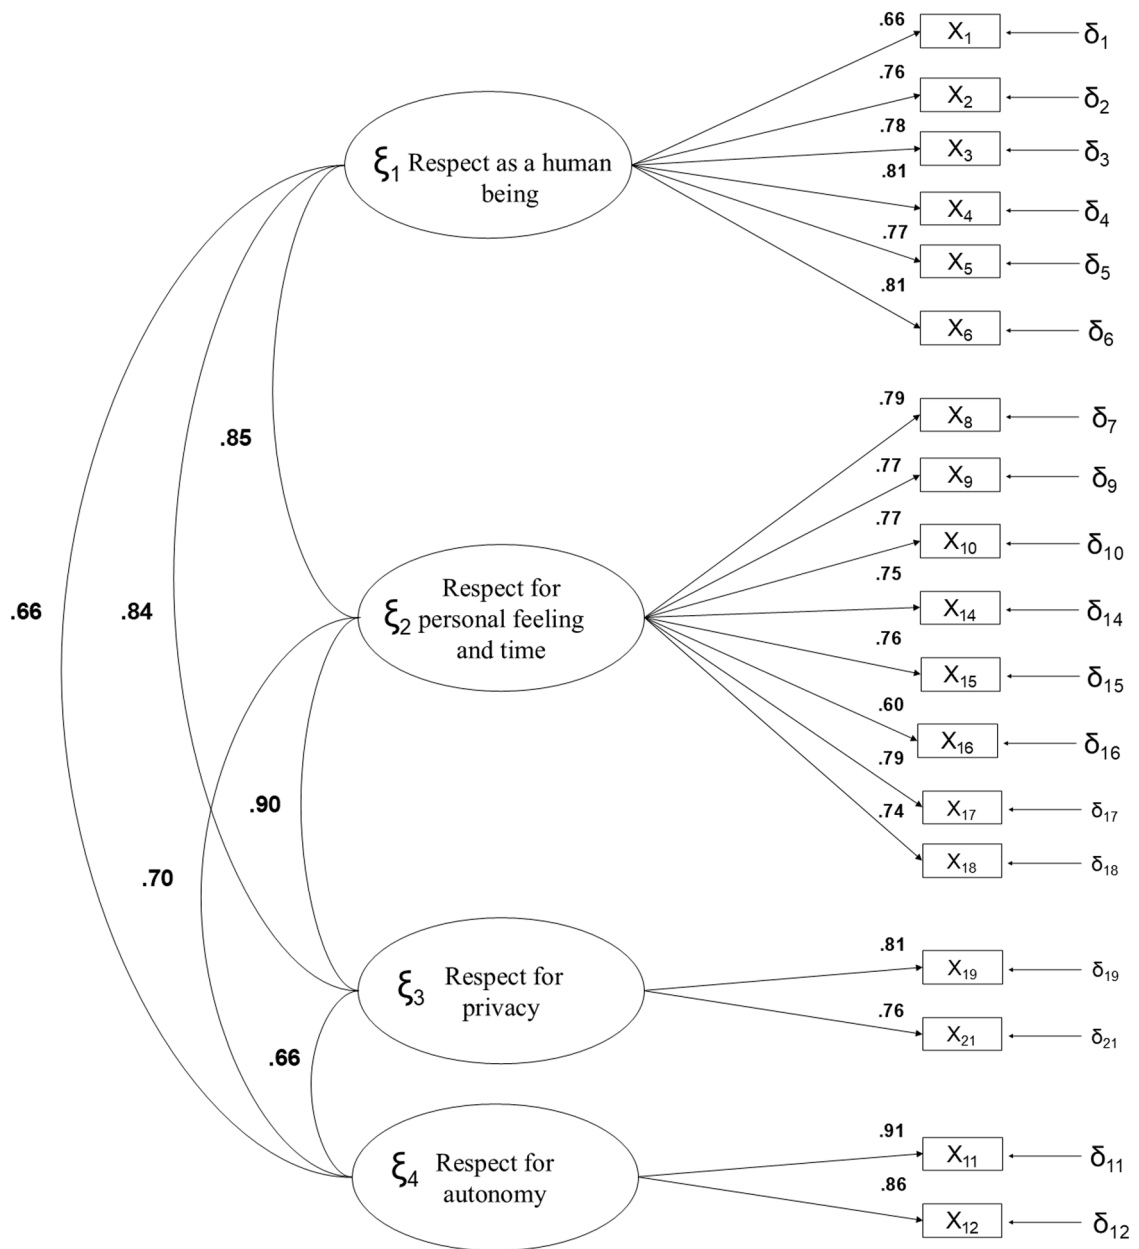 .66
X₁
δ₁
.76
X₂
δ₂
.78
X₃
δ₃
.81
X₄
δ₄
.77
X₅
δ₅
.81
X₆
δ₆
ξ₁ Respect as a human
being
.79
X₈
δ₇
.77
X₉
δ₉
.77
X₁₀
δ₁₀
.75
X₁₄
δ₁₄
.76
X₁₅
δ₁₅
.60
X₁₆
δ₁₆
.79
X₁₇
δ₁₇
.74
X₁₈
δ₁₈
Respect for
ξ₂ personal feeling
and time
.85
.66
.84
.90
.70
.81
X₁₉
δ₁₉
.76
X₂₁
δ₂₁
ξ₃ Respect for
privacy
.66
.91
X₁₁
δ₁₁
.86
X₁₂
δ₁₂
ξ₄ Respect for
autonomy